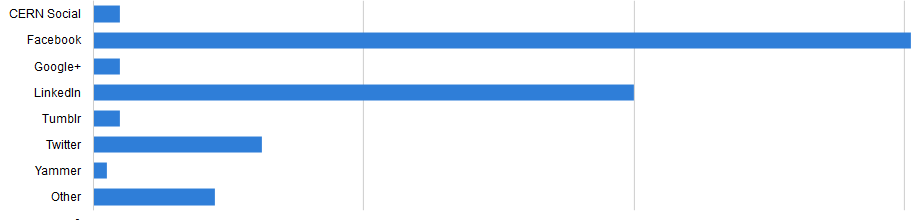 CERN Social
Facebook
Google+
LinkedIn
Tumblr
Twitter
Yammer
Other